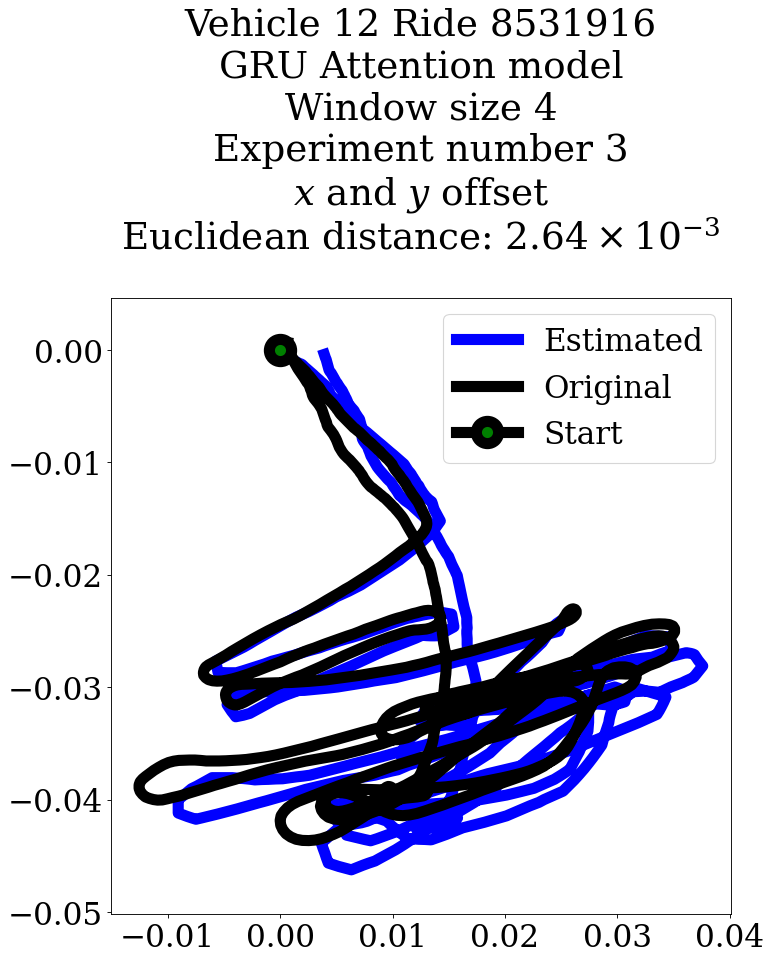 Vehicle 12 Ride 8531916
GRU Attention model
Window size 4
Experiment number 3
x and y offset
Euclidean distance: 2.64 × 10⁻³
Estimated
Original
Start
0.00
−0.01
−0.02
−0.03
−0.04
−0.05
−0.01 0.00 0.01 0.02 0.03 0.04